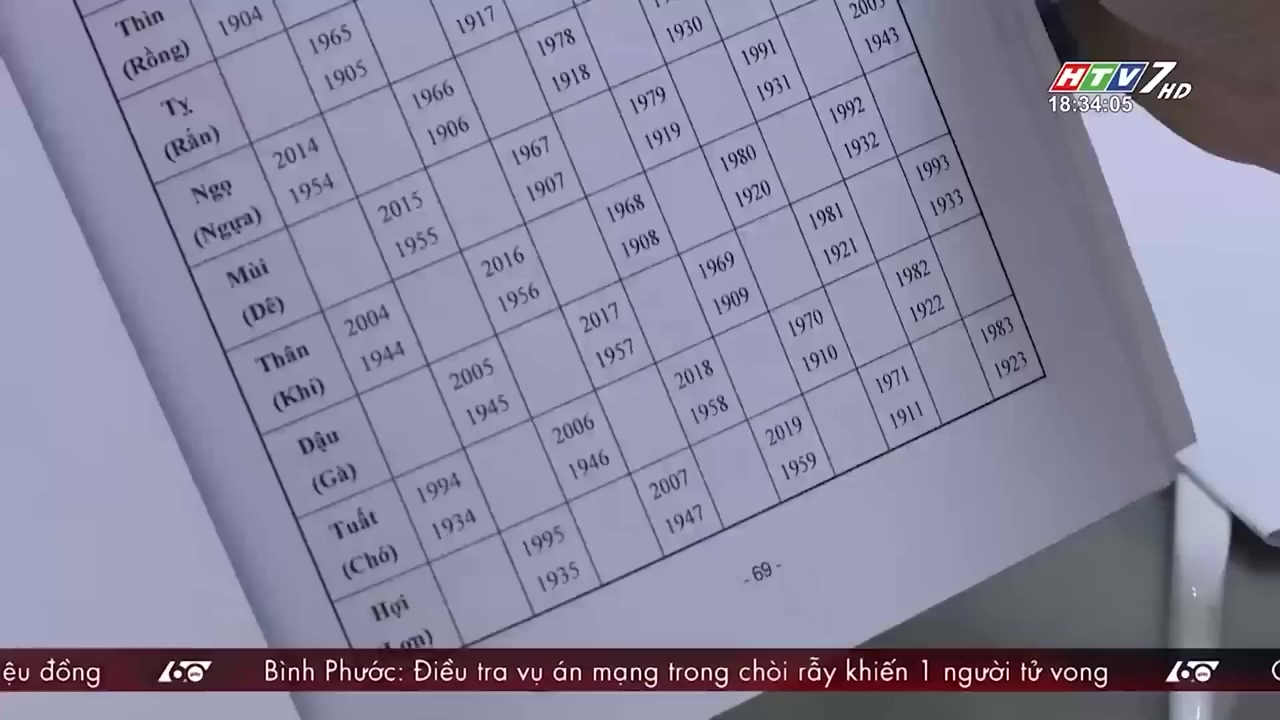 HTV7 HD
18:34:05
Thìn 1904
(Rồng)
Tỵ 1965 1917
(Rắn) 1905
Ngọ 2014 1966 1978
(Ngựa) 1954 1906 1918 1930
Mùi 2015 1967 1979 1991
(Dê) 1955 1907 1919 1931 1943
Thân 2004 2016 1968 1980 1992
(Khỉ) 1944 1956 1908 1920 1932
Dậu 2005 2017 1969 1981 1993
(Gà) 1945 1957 1909 1921 1933
Tuất 1994 2006 2018 1970 1982
(Chó) 1934 1946 1958 1910 1922
Hợi 1995 2007 2019 1971 1983
1935 1947 1959 1911 1923
- 69 -
ệu đồng 60 Bình Phước: Điều tra vụ án mạng trong chòi rẫy khiến 1 người tử vong 60